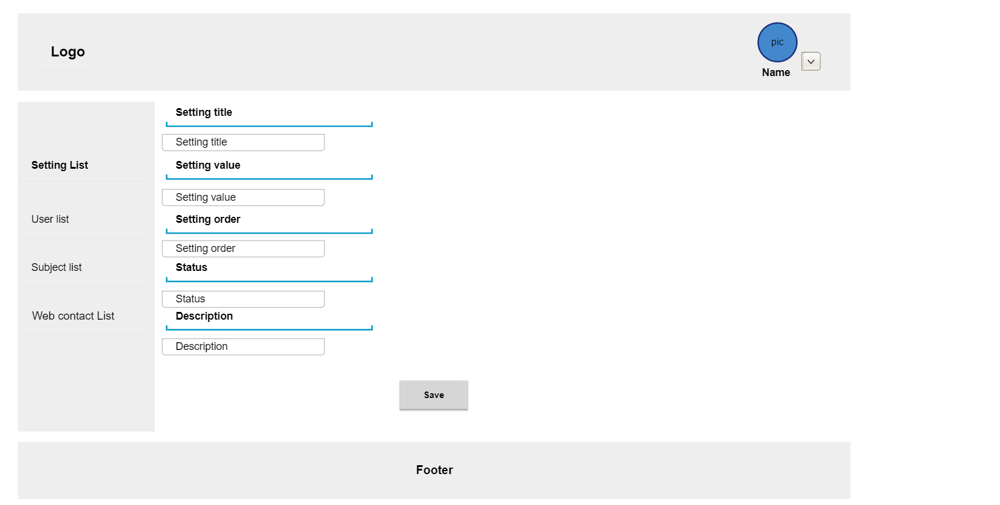 Logo
pic
Name
Setting List
User list
Subject list
Web contact List
Setting title
Setting title
Setting value
Setting value
Setting order
Setting order
Status
Status
Description
Description
Save
Footer